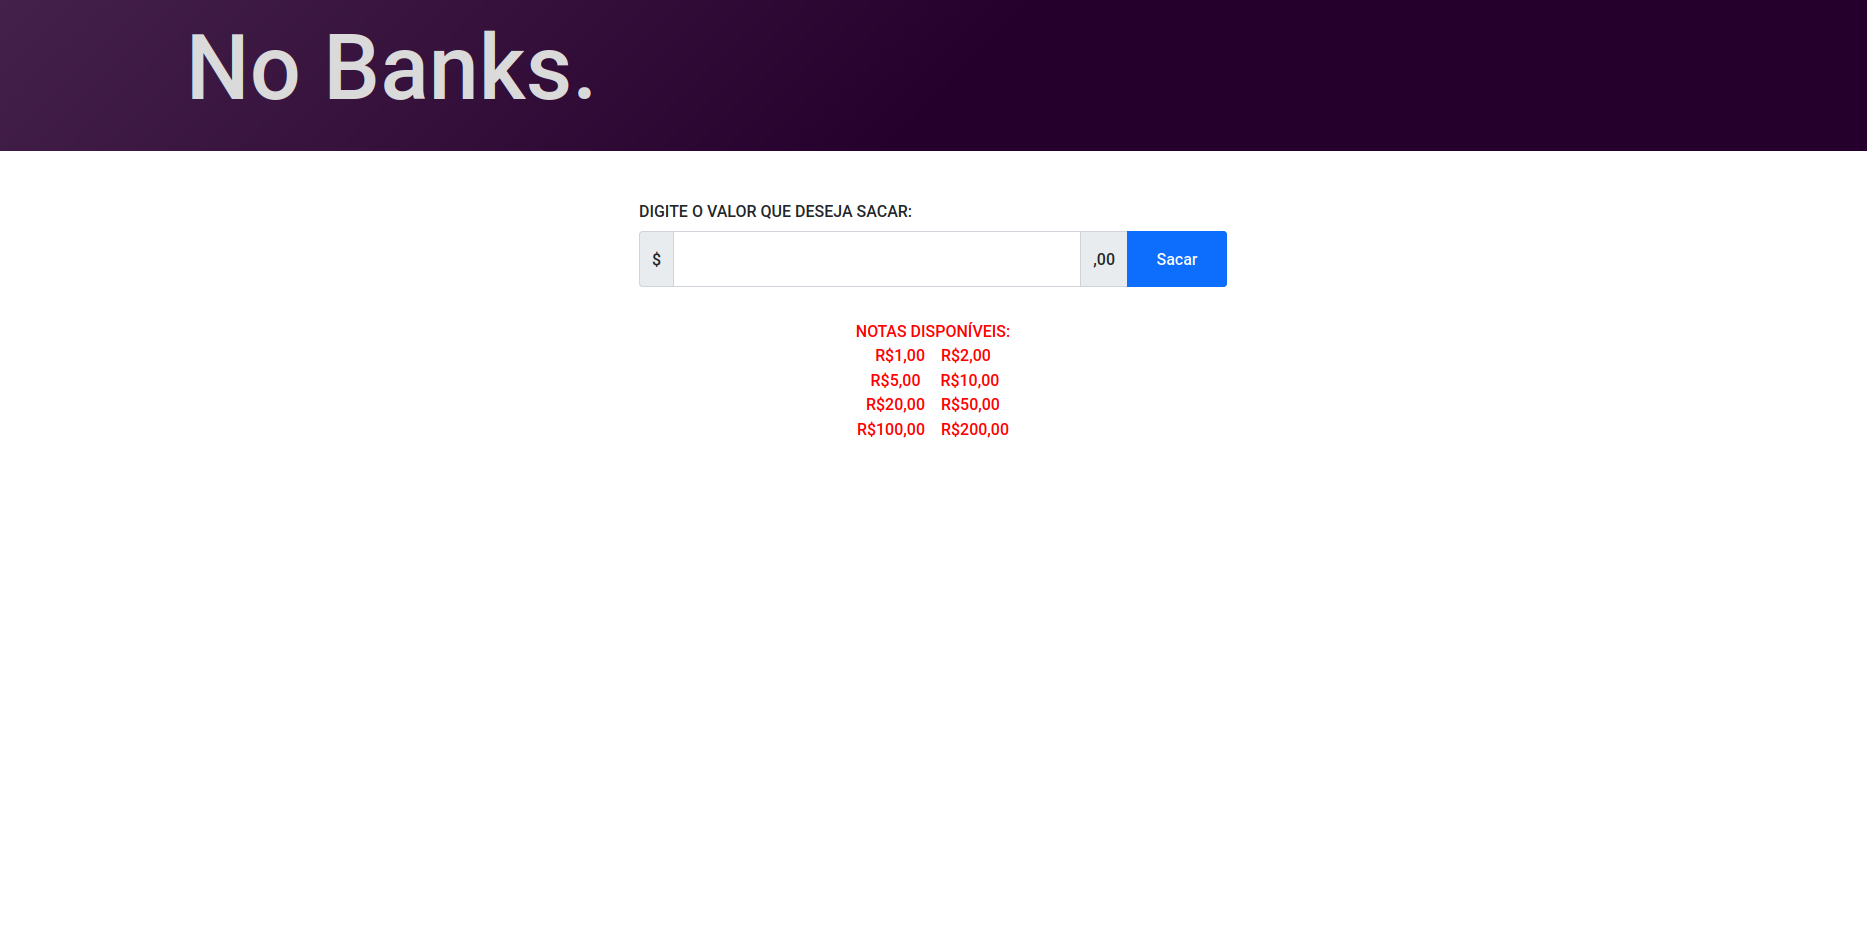 No Banks.
DIGITE O VALOR QUE DESEJA SACAR:
$ ,00 Sacar
NOTAS DISPONÍVEIS:
R$1,00 R$2,00
R$5,00 R$10,00
R$20,00 R$50,00
R$100,00 R$200,00